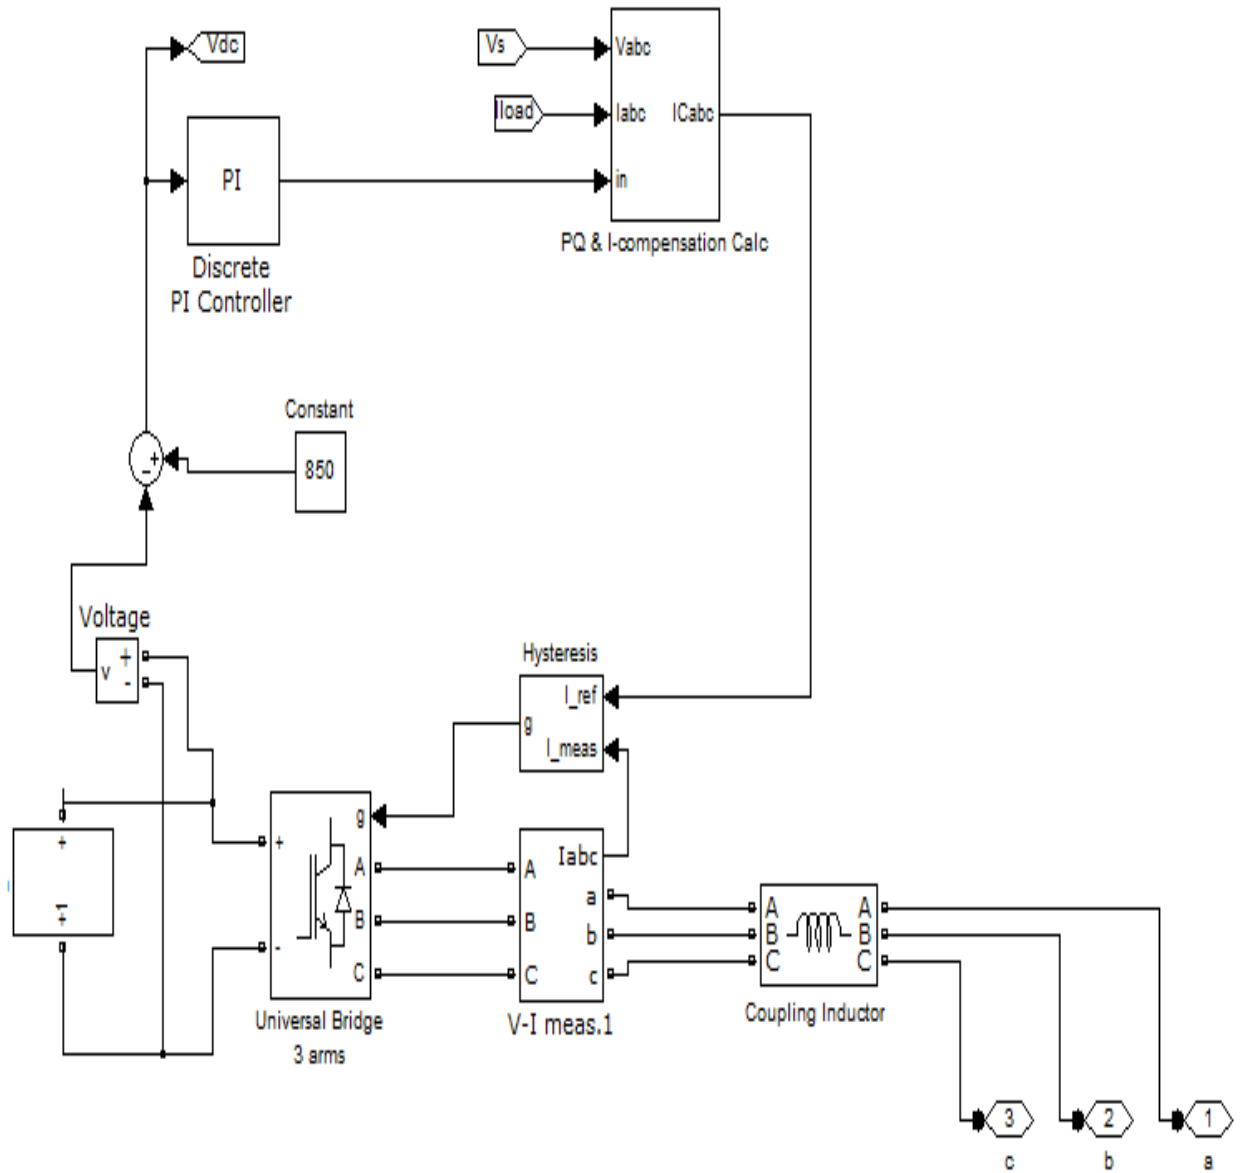 Vdc
Vs
Vabc
Iload
Iabc
ICabc
PI
in
PQ & I-compensation Calc
Discrete
PI Controller
Constant
850
+
-
Voltage
v
+
-
Hysteresis
I_ref
g
I_meas
g
+
A
B
-
C
Universal Bridge
3 arms
+
+
Iabc
A
a
B
b
C
c
V-I meas.1
A
A
B
B
C
C
Coupling Inductor
3
2
1
c
b
a